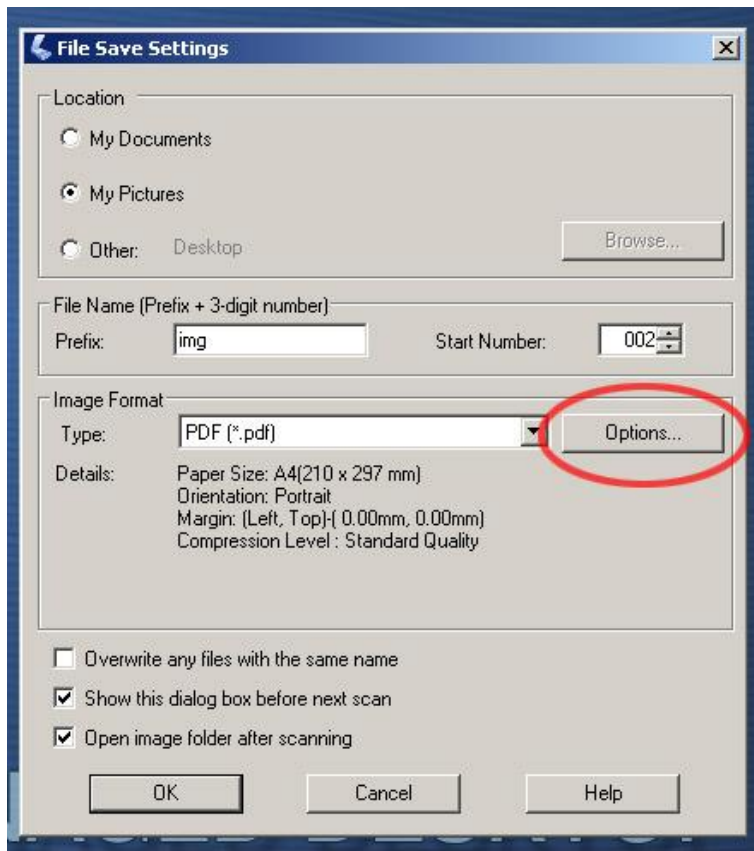 File Save Settings
Location
My Documents
My Pictures
Other: Desktop Browse...
File Name (Prefix + 3-digit number)
Prefix: img Start Number: 002
Image Format
Type: PDF (*.pdf) Options...
Details: Paper Size: A4(210 x 297 mm)
Orientation: Portrait
Margin: (Left, Top)-( 0.00mm, 0.00mm)
Compression Level : Standard Quality
Overwrite any files with the same name
Show this dialog box before next scan
Open image folder after scanning
OK Cancel Help